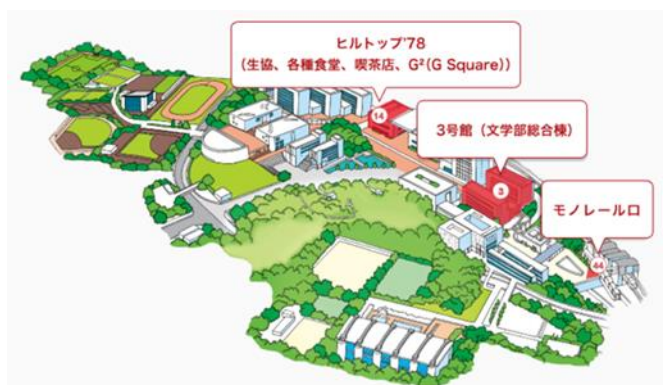 ヒルトップ'78
(生協、各種食堂、喫茶店、G²(G Square))
14
3号館（文学部総合棟）
3
モノレール口
44